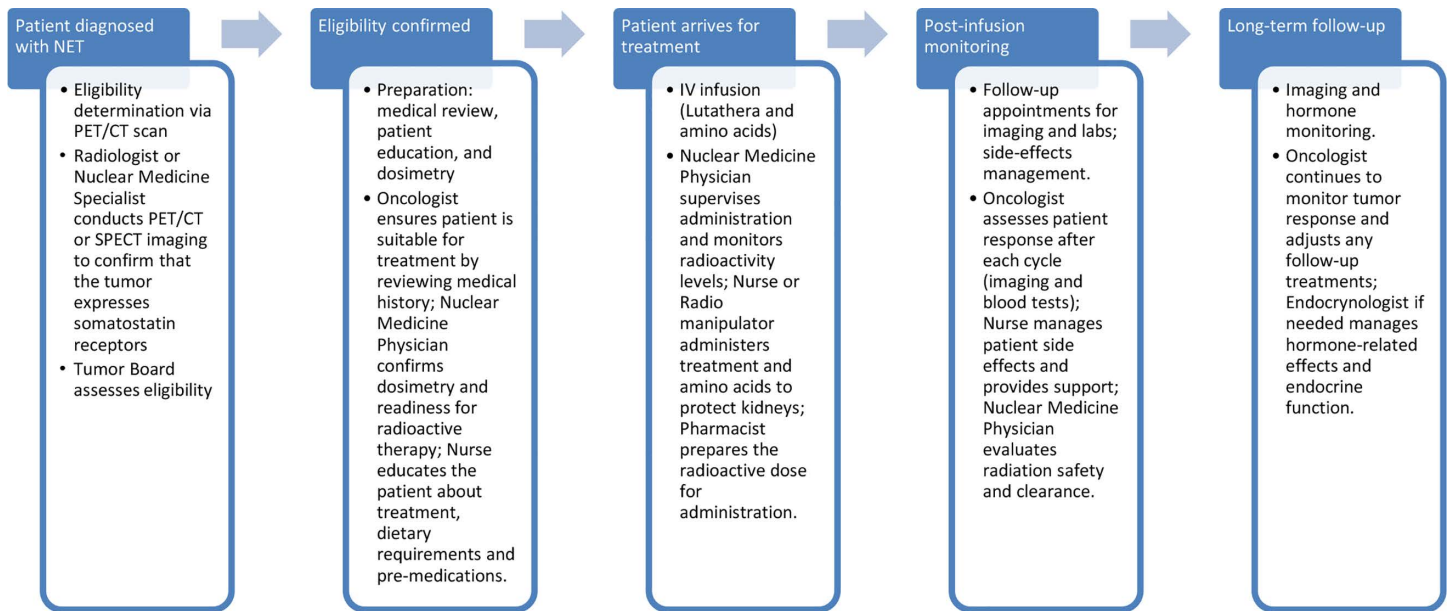 Patient diagnosed
with NET
• Eligibility
determination via
PET/CT scan
• Radiologist or
Nuclear Medicine
Specialist
conducts PET/CT
or SPECT imaging
to confirm that
the tumor
expresses
somatostatin
receptors
• Tumor Board
assesses eligibility
Eligibility confirmed
• Preparation:
medical review,
patient
education, and
dosimetry
• Oncologist
ensures patient is
suitable for
treatment by
reviewing medical
history; Nuclear
Medicine
Physician
confirms
dosimetry and
readiness for
radioactive
therapy; Nurse
educates the
patient about
treatment,
dietary
requirements and
pre-medications.
Patient arrives for
treatment
• IV infusion
(Lutathera and
amino acids)
• Nuclear Medicine
Physician
supervises
administration
and monitors
radioactivity
levels; Nurse or
Radio
manipulator
administers
treatment and
amino acids to
protect kidneys;
Pharmacist
prepares the
radioactive dose
for
administration.
Post-infusion
monitoring
• Follow-up
appointments for
imaging and labs;
side-effects
management.
• Oncologist
assesses patient
response after
each cycle
(imaging and
blood tests);
Nurse manages
patient side
effects and
provides support;
Nuclear Medicine
Physician
evaluates
radiation safety
and clearance.
Long-term follow-up
• Imaging and
hormone
monitoring.
• Oncologist
continues to
monitor tumor
response and
adjusts any
follow-up
treatments;
Endocrynologist if
needed manages
hormone-related
effects and
endocrine
function.